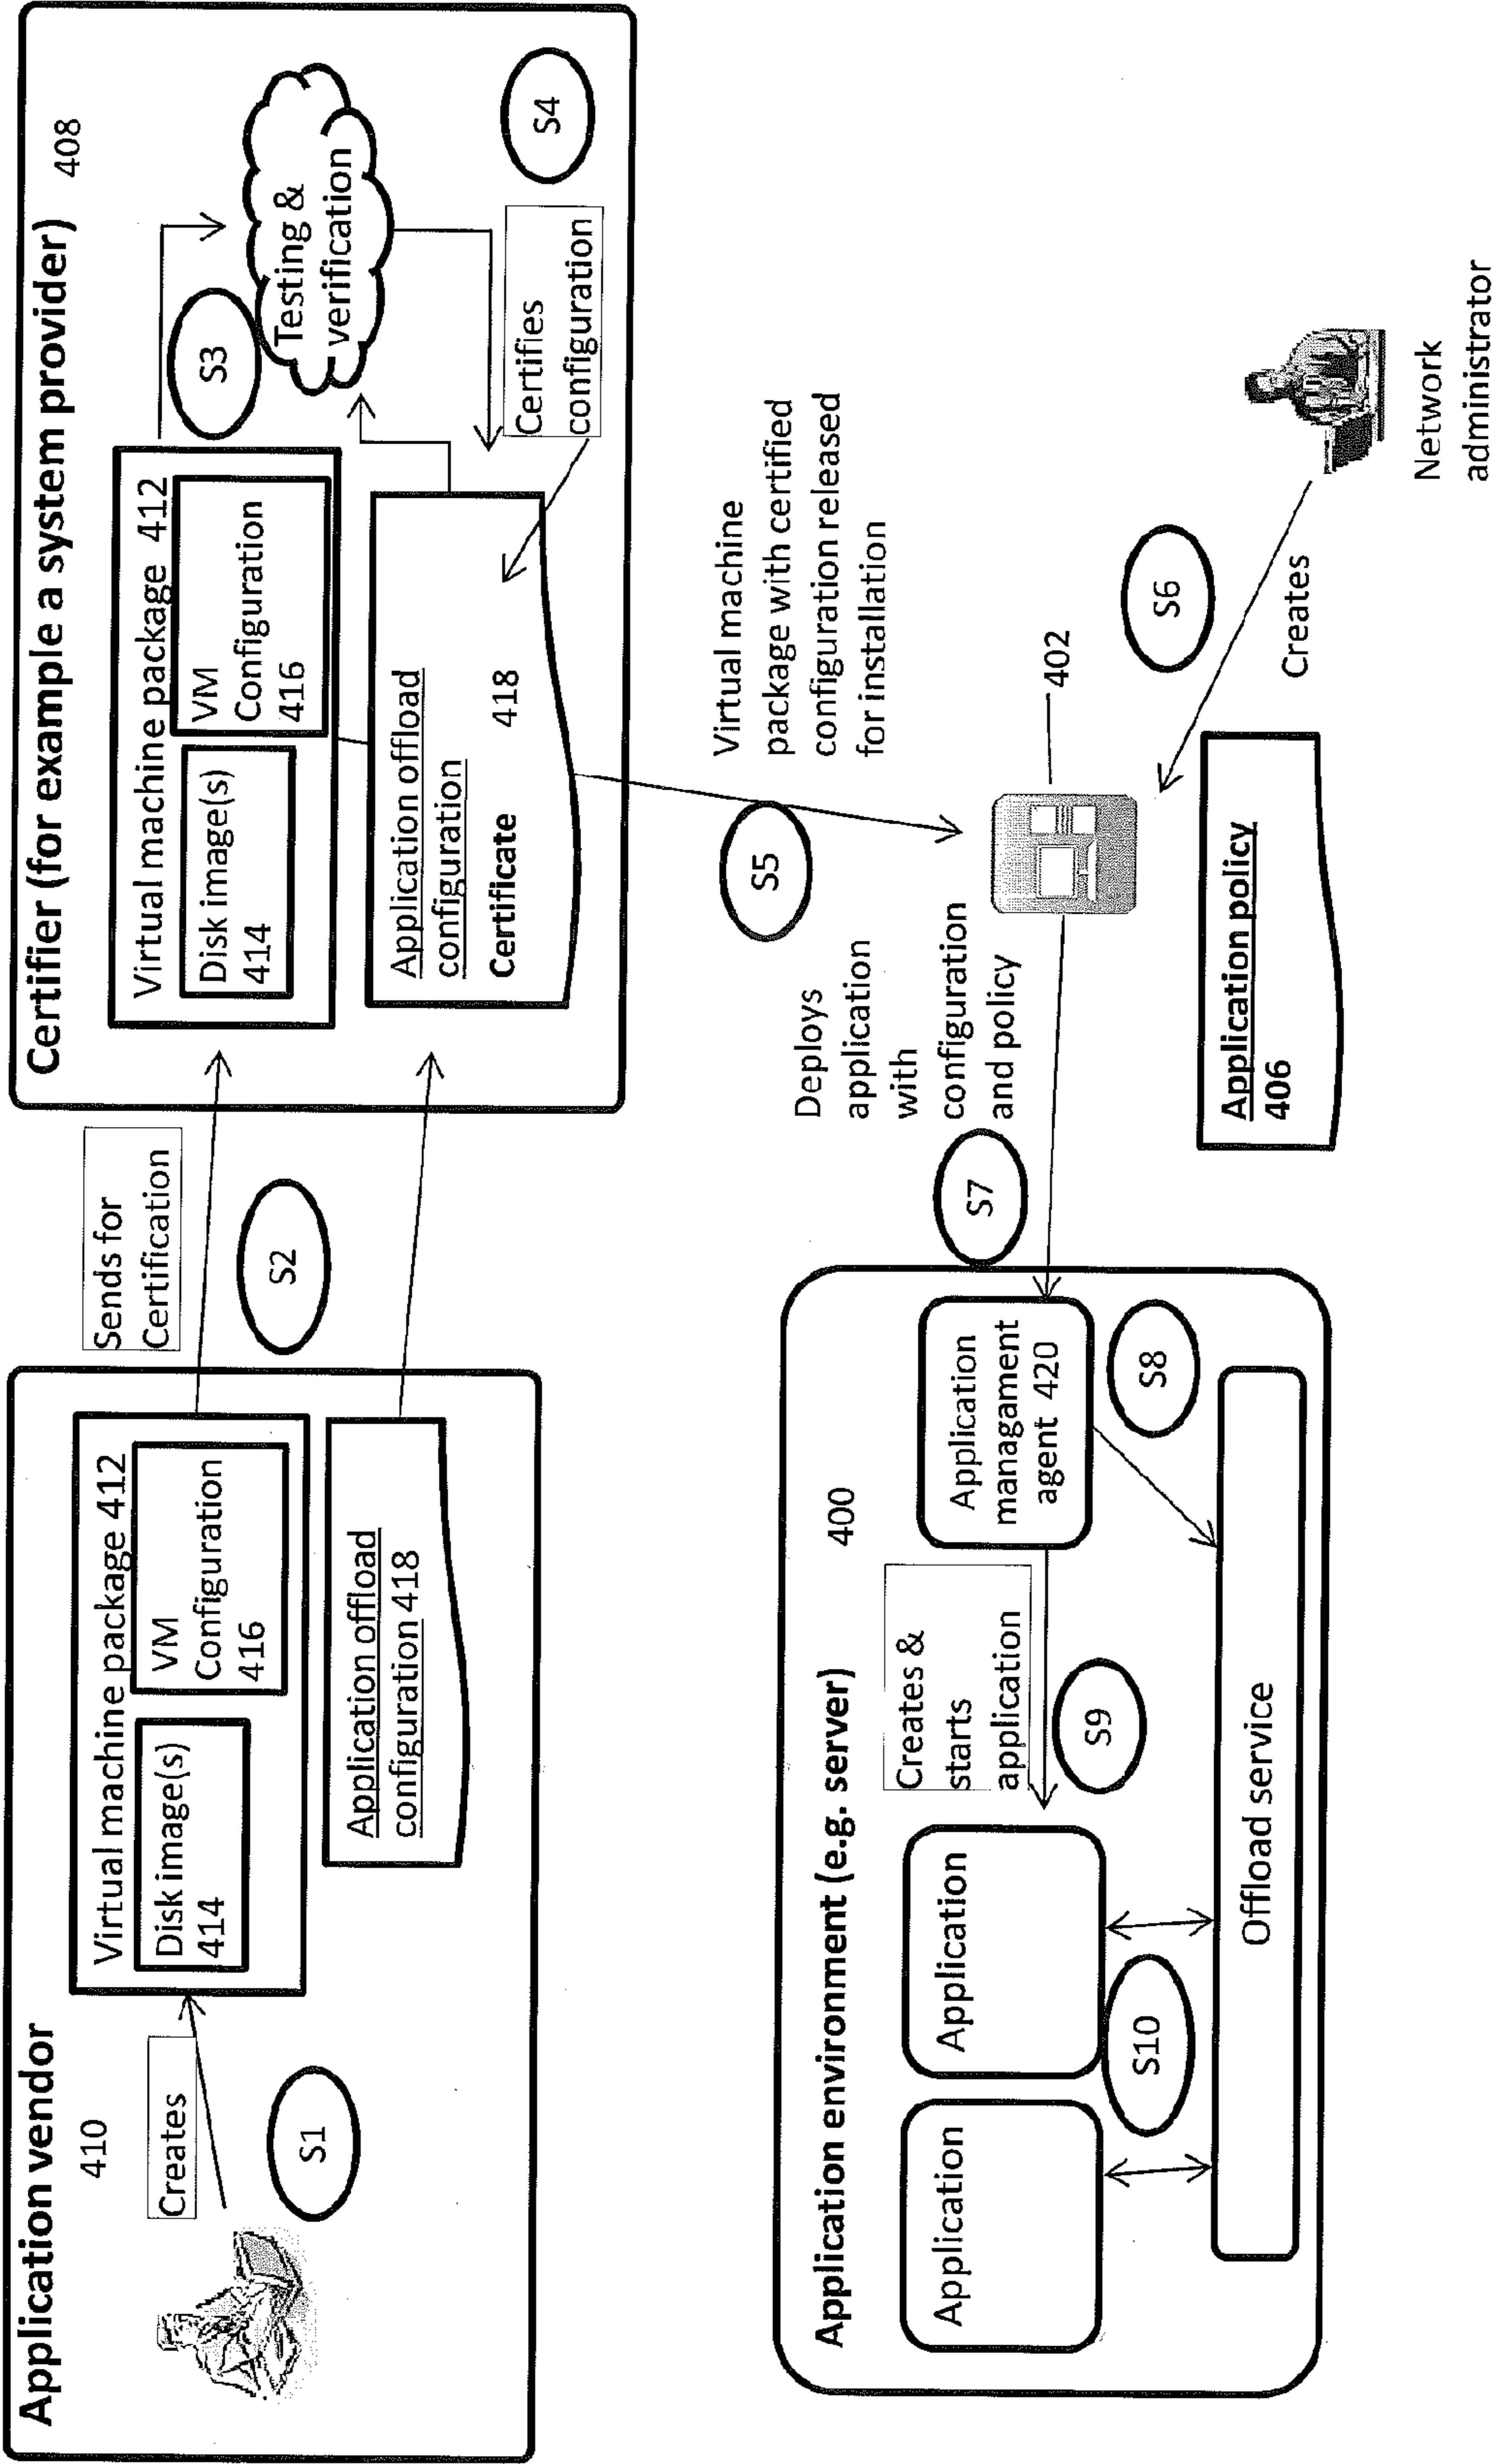 Application vendor
410
Creates
S1
Virtual machine package 412
Disk image(s)
414
VM
Configuration
416
Application offload
configuration 418
Sends for
Certification
S2
Certifier (for example a system provider)
408
Virtual machine package 412
Disk image(s)
414
VM
Configuration
416
Application offload
configuration
418
Certificate
S3
Testing &
verification
S4
Certifies
configuration
S5
Virtual machine
package with certified
configuration released
for installation
402
S6
Creates
Network
administrator
Application policy
406
Deploys
application
with
configuration
and policy
S7
Application environment (e.g. server)
400
Application
managament
agent 420
S8
Creates &
starts
application
S9
Application
Application
S10
Offload service